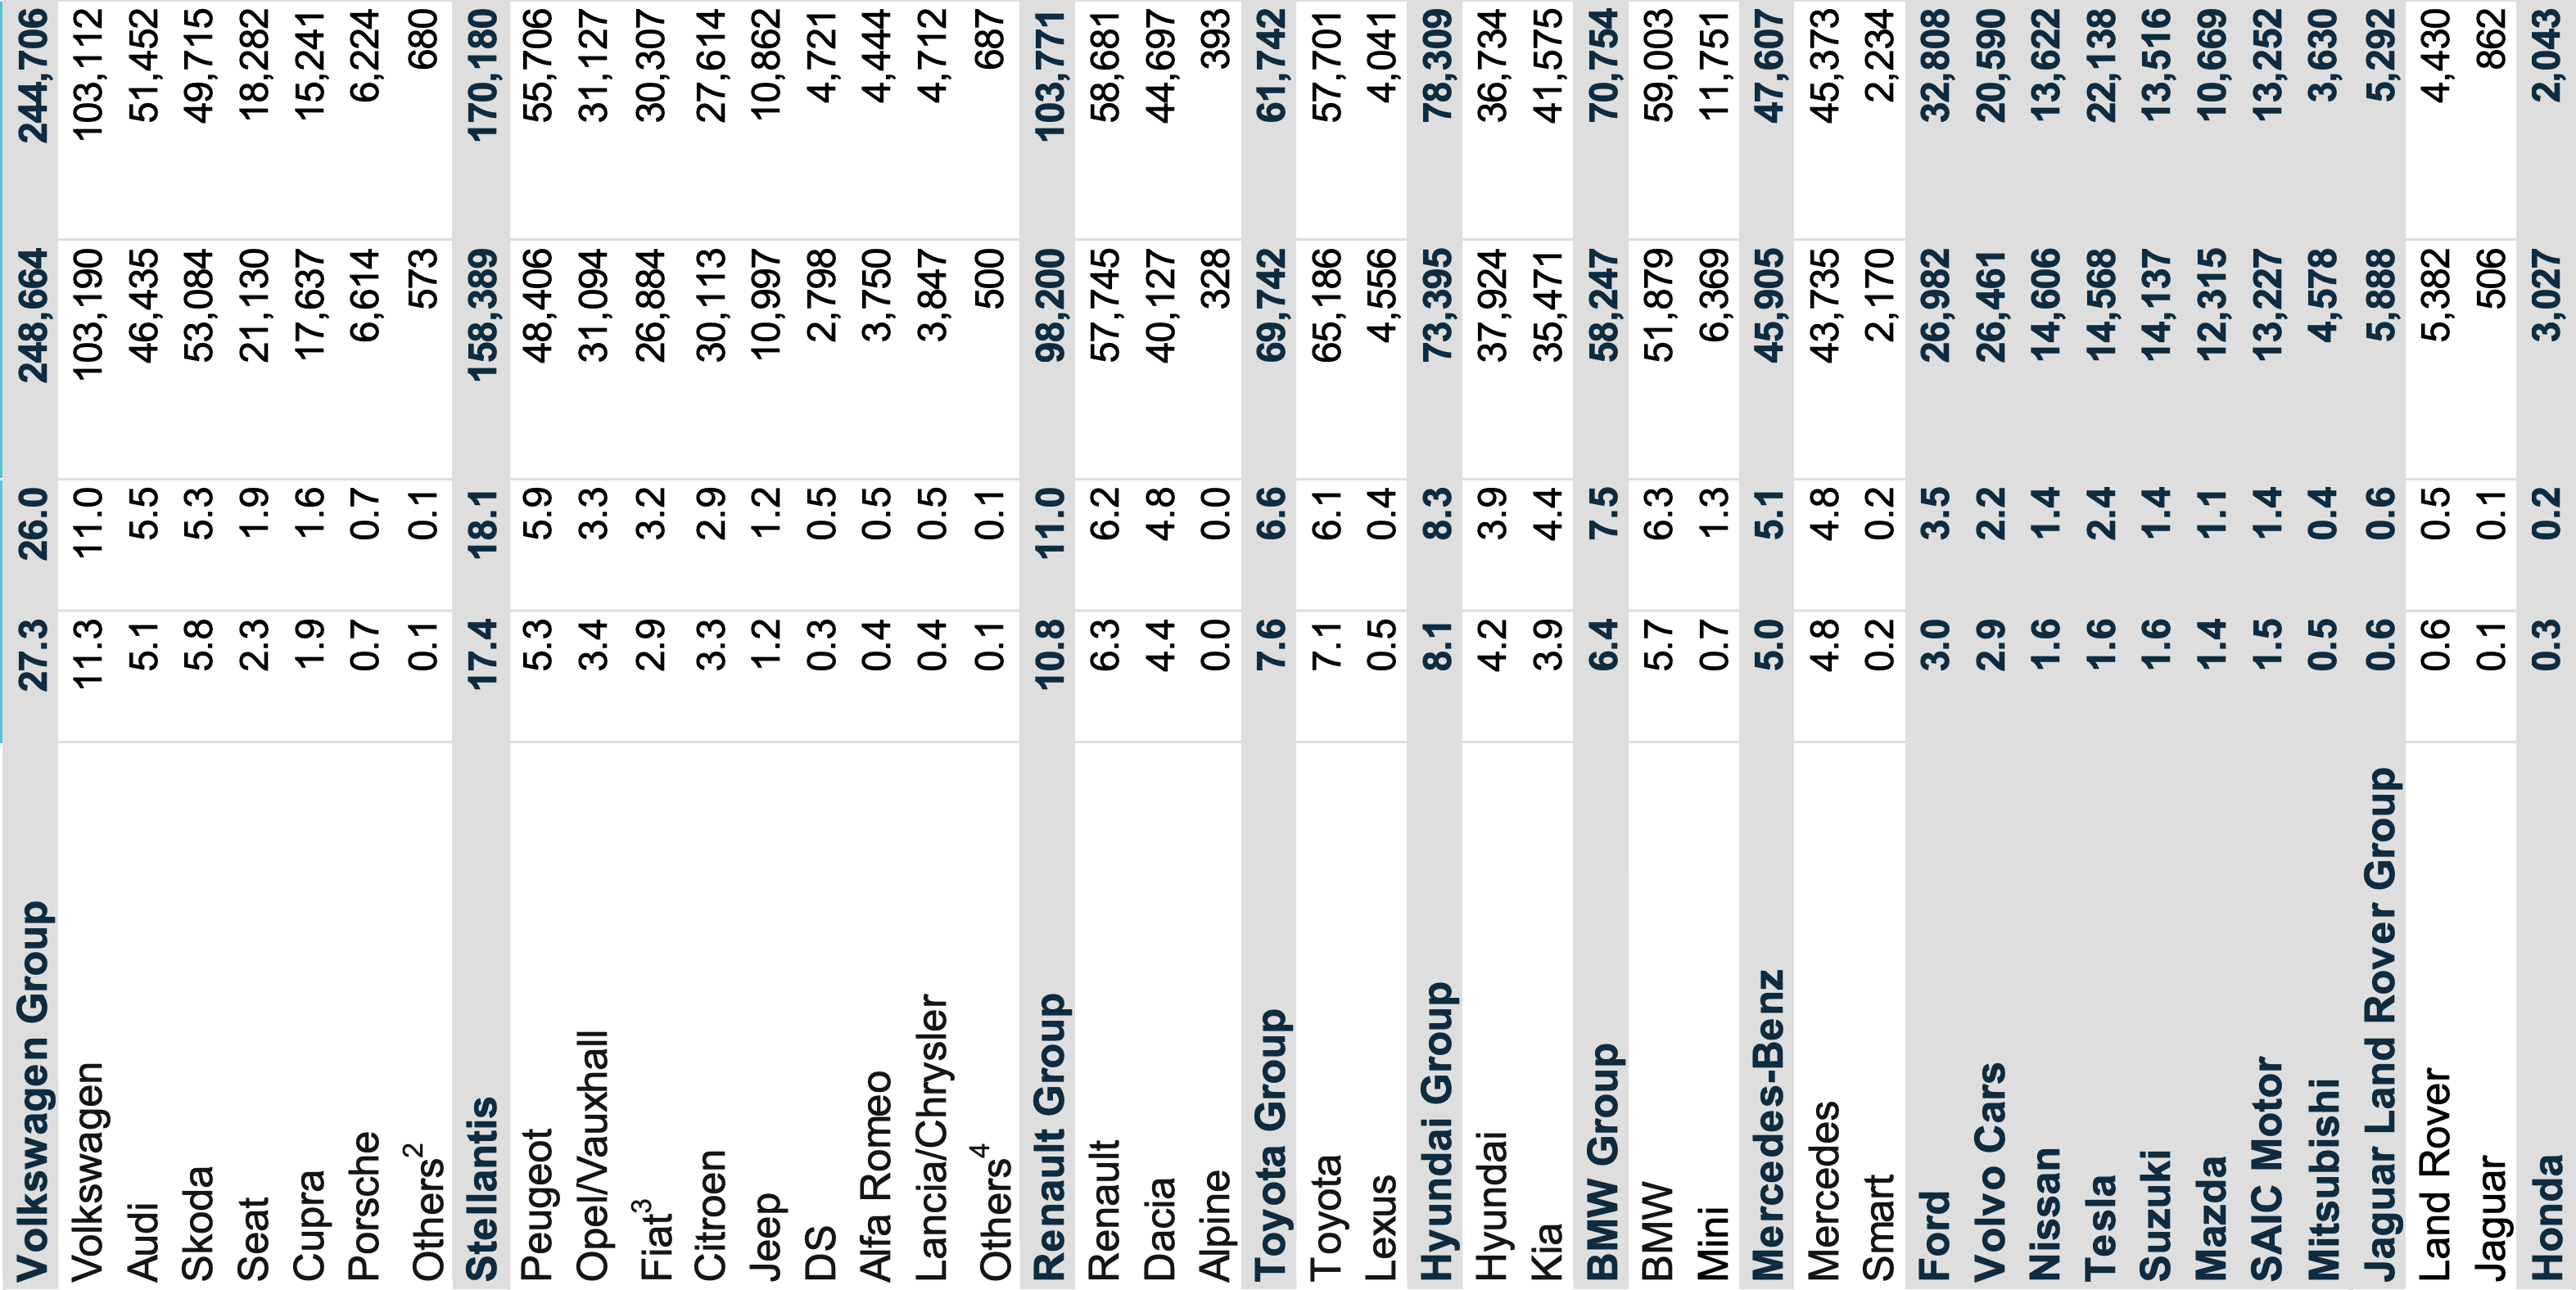 Volkswagen Group 27.3 26.0 248,664 244,706
Volkswagen 11.3 11.0 103,190 103,112
Audi 5.1 5.5 46,435 51,452
Skoda 5.8 5.3 53,084 49,715
Seat 2.3 1.9 21,130 18,282
Cupra 1.9 1.6 17,637 15,241
Porsche 0.7 0.7 6,614 6,224
Others² 0.1 0.1 573 680
Stellantis 17.4 18.1 158,389 170,180
Peugeot 5.3 5.9 48,406 55,706
Opel/Vauxhall 3.4 3.3 31,094 31,127
Fiat³ 2.9 3.2 26,884 30,307
Citroen 3.3 2.9 30,113 27,614
Jeep 1.2 1.2 10,997 10,862
DS 0.3 0.5 2,798 4,721
Alfa Romeo 0.4 0.5 3,750 4,444
Lancia/Chrysler 0.4 0.5 3,847 4,712
Others⁴ 0.1 0.1 500 687
Renault Group 10.8 11.0 98,200 103,771
Renault 6.3 6.2 57,745 58,681
Dacia 4.4 4.8 40,127 44,697
Alpine 0.0 0.0 328 393
Toyota Group 7.6 6.6 69,742 61,742
Toyota 7.1 6.1 65,186 57,701
Lexus 0.5 0.4 4,556 4,041
Hyundai Group 8.1 8.3 73,395 78,309
Hyundai 4.2 3.9 37,924 36,734
Kia 3.9 4.4 35,471 41,575
BMW Group 6.4 7.5 58,247 70,754
BMW 5.7 6.3 51,879 59,003
Mini 0.7 1.3 6,369 11,751
Mercedes-Benz 5.0 5.1 45,905 47,607
Mercedes 4.8 4.8 43,735 45,373
Smart 0.2 0.2 2,170 2,234
Ford 3.0 3.5 26,982 32,808
Volvo Cars 2.9 2.2 26,461 20,590
Nissan 1.6 1.4 14,606 13,622
Tesla 1.6 2.4 14,568 22,138
Suzuki 1.6 1.4 14,137 13,516
Mazda 1.4 1.1 12,315 10,669
SAIC Motor 1.5 1.4 13,227 13,252
Mitsubishi 0.5 0.4 4,578 3,630
Jaguar Land Rover Group 0.6 0.6 5,888 5,292
Land Rover 0.6 0.5 5,382 4,430
Jaguar 0.1 0.1 506 862
Honda 0.3 0.2 3,027 2,043